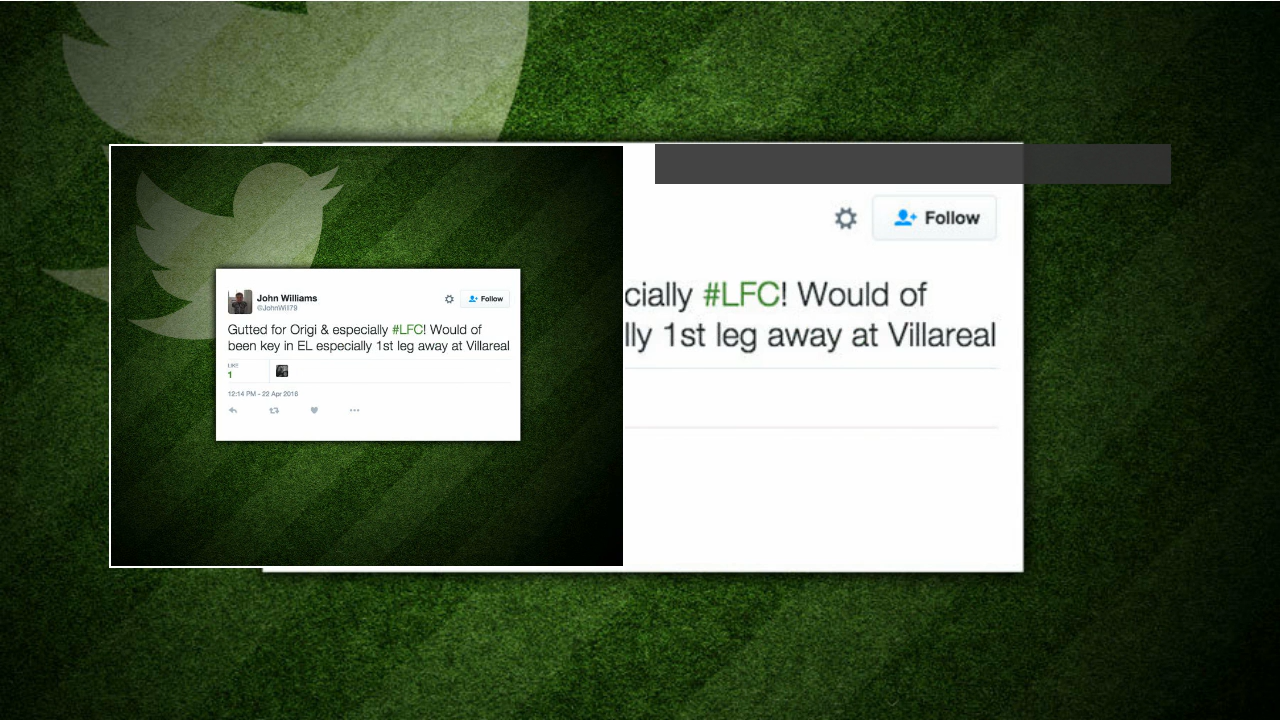 John Williams
@JohnWil79
Follow
Gutted for Origi & especially #LFC! Would of
been key in EL especially 1st leg away at Villareal
LIKE
1
12:14 PM - 22 Apr 2016
Follow
cially #LFC! Would of
lly 1st leg away at Villareal